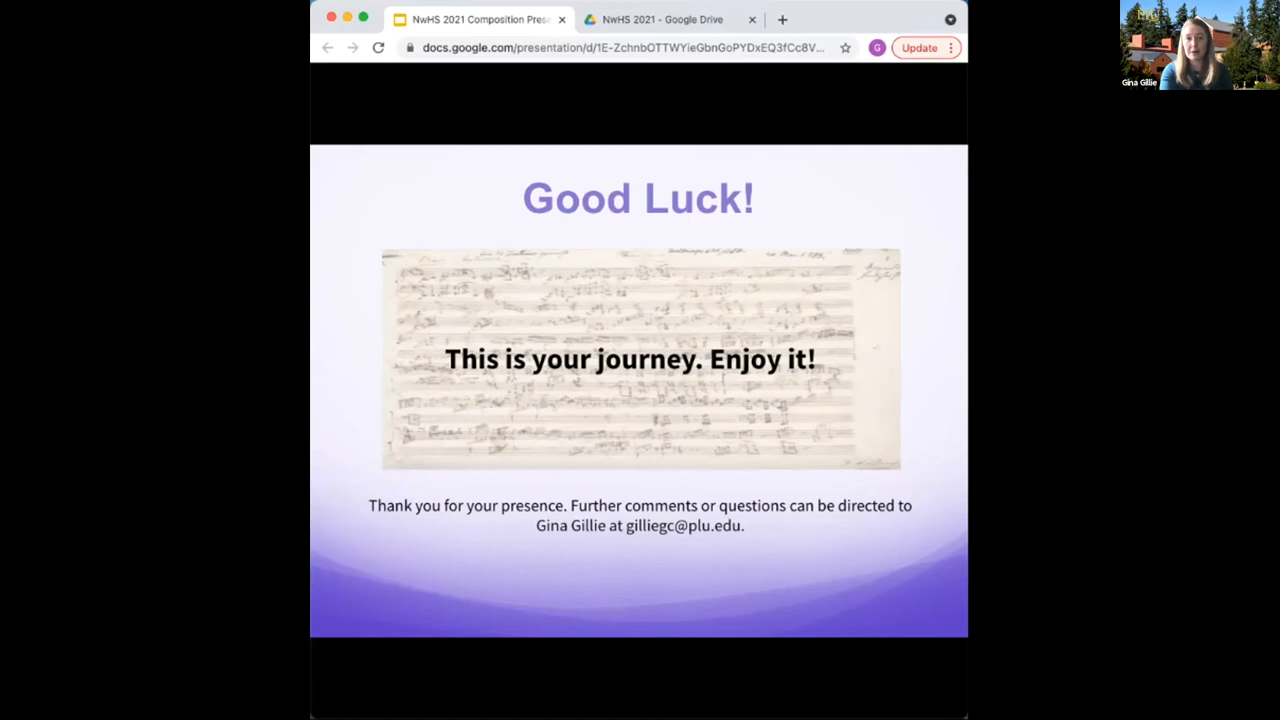 NwHS 2021 Composition Prese
NwHS 2021 - Google Drive
docs.google.com/presentation/d/1E-ZchnbOTTWYieGbnGoPYDxEQ3fCc8V...
G
Update
Gina Gillie
Good Luck!
This is your journey. Enjoy it!
Thank you for your presence. Further comments or questions can be directed to
Gina Gillie at gilliegc@plu.edu.